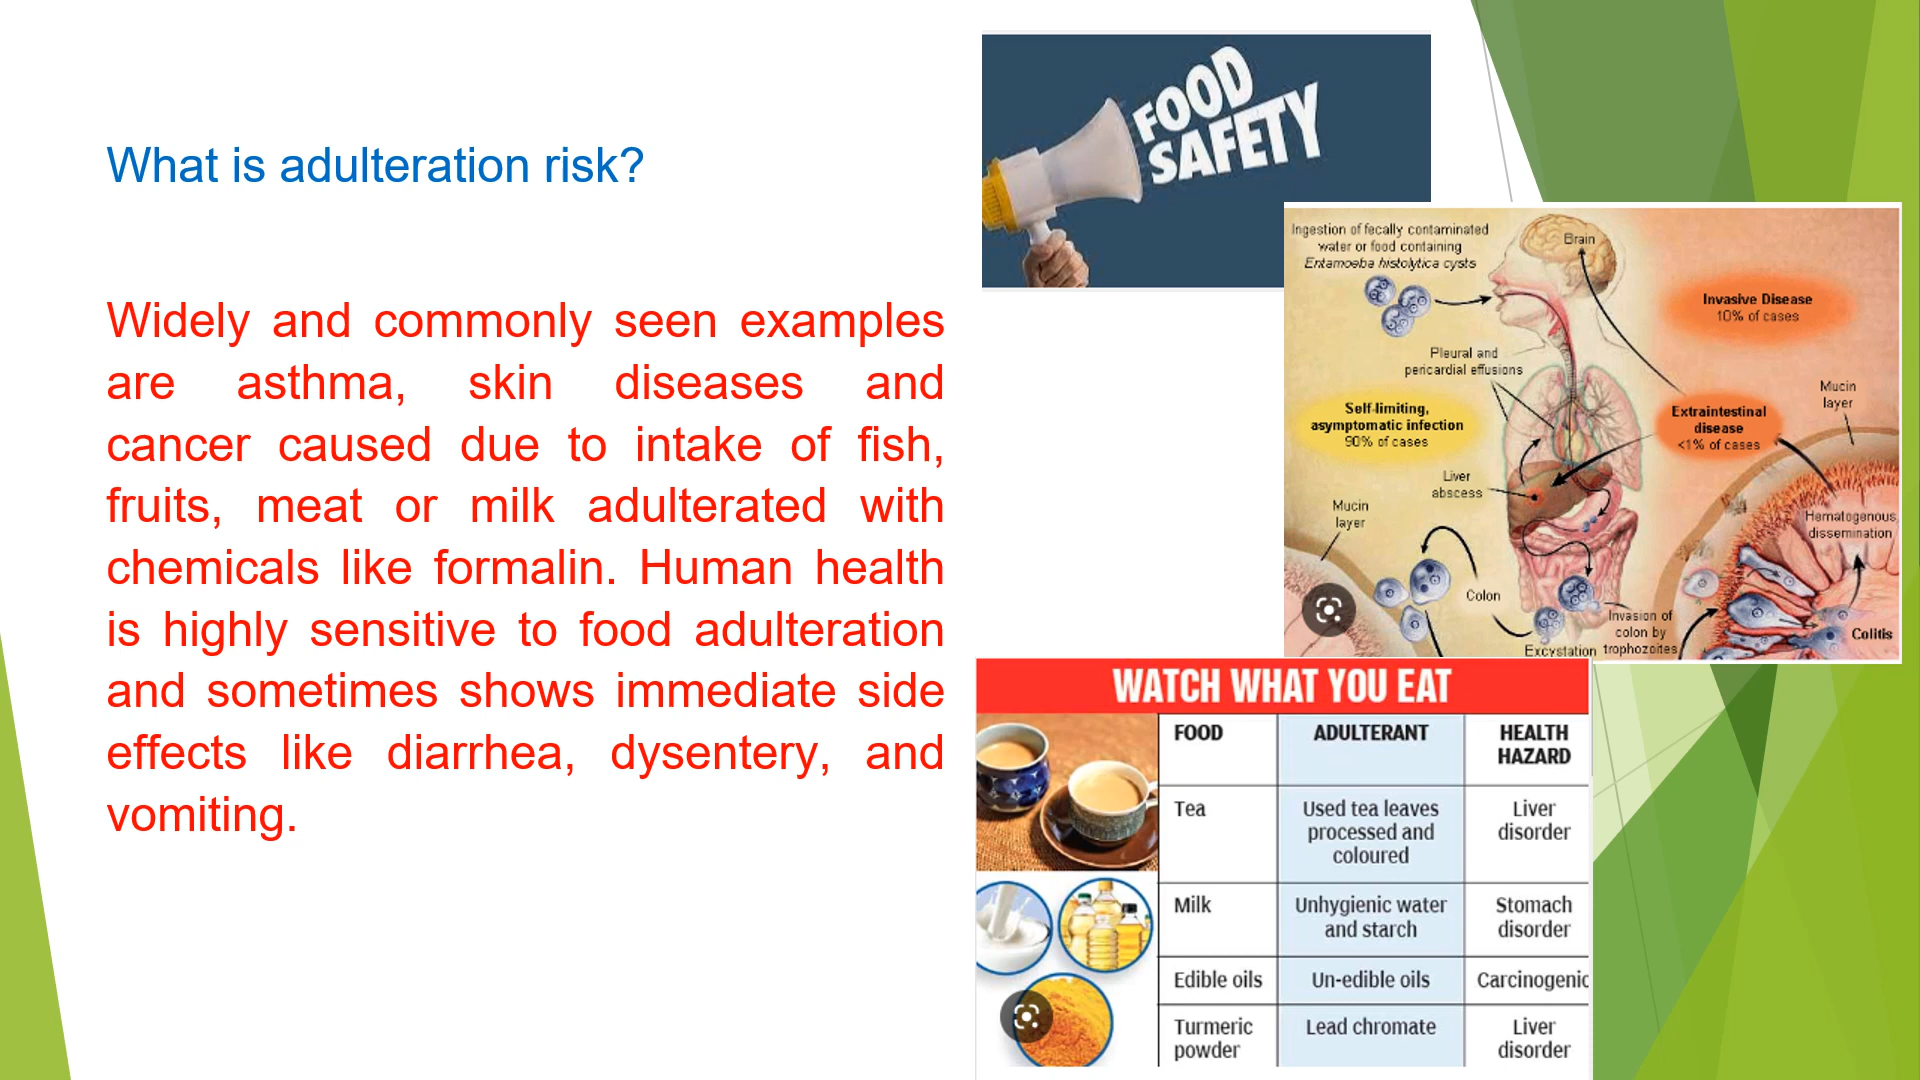 What is adulteration risk?
Widely and commonly seen examples
are asthma, skin diseases and
cancer caused due to intake of fish,
fruits, meat or milk adulterated with
chemicals like formalin. Human health
is highly sensitive to food adulteration
and sometimes shows immediate side
effects like diarrhea, dysentery, and
vomiting.
FOOD
SAFETY
Ingestion of fecally contaminated
water or food containing
Entamoeba histolytica cysts
Brain
Invasive Disease
10% of cases
Pleural and
pericardial effusions
Mucin
layer
Self-limiting,
asymptomatic infection
90% of cases
Extraintestinal
disease
<1% of cases
Liver
abscess
Mucin
layer
Hematogenous
dissemination
Colon
Invasion of
colon by
trophozoites
Excystation
Colitis
WATCH WHAT YOU EAT
FOOD ADULTERANT HEALTH
HAZARD
Tea Used tea leaves Liver
processed and disorder
coloured
Milk Unhygienic water Stomach
and starch disorder
Edible oils Un-edible oils Carcinogenic
Turmeric Lead chromate Liver
powder disorder